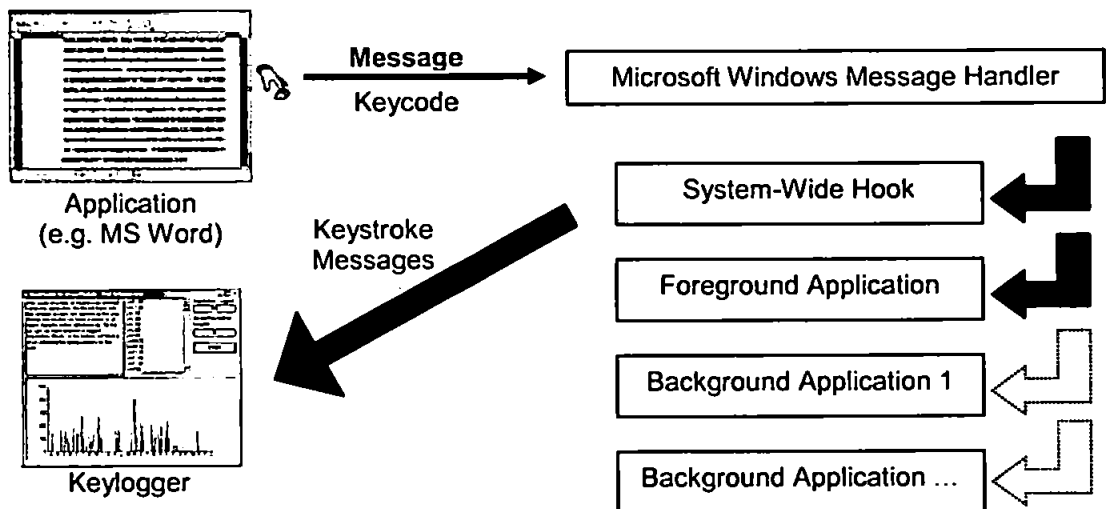 Message
Keycode
Microsoft Windows Message Handler
Application
(e.g. MS Word)
System-Wide Hook
Keystroke
Messages
Foreground Application
Background Application 1
Keylogger
Background Application ...